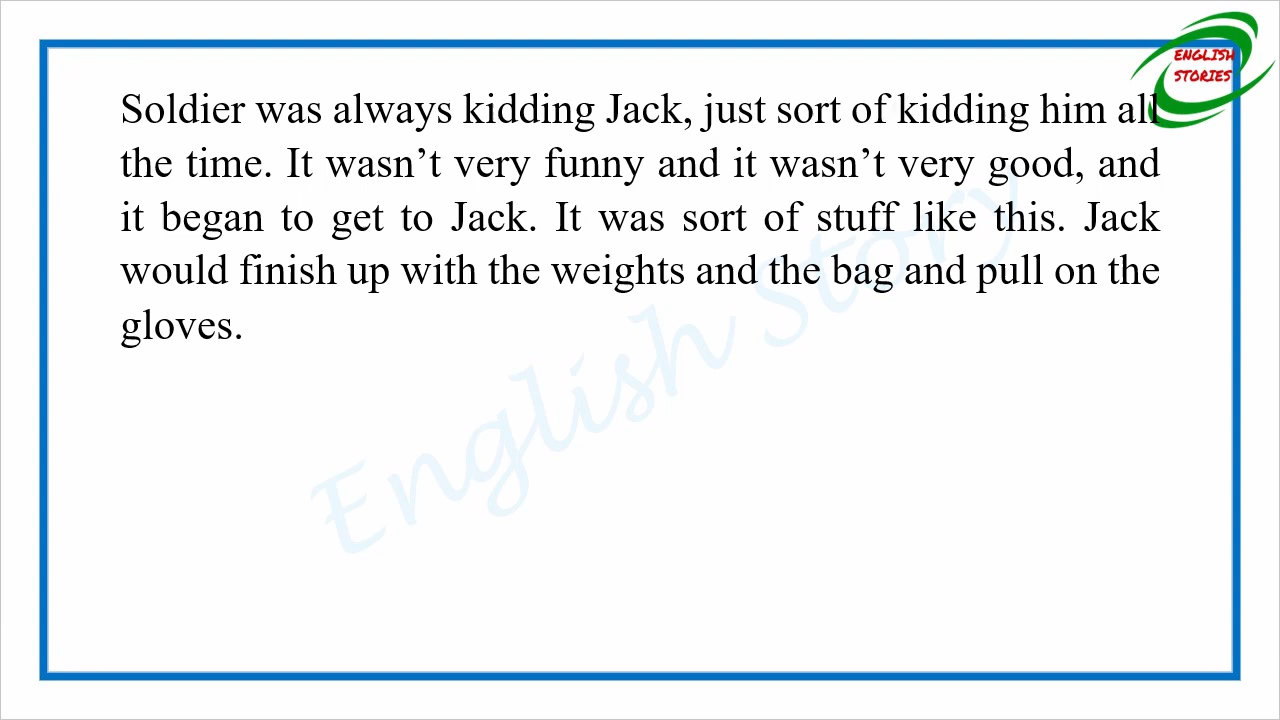 ENGLISH
STORIES
Soldier was always kidding Jack, just sort of kidding him all
the time. It wasn’t very funny and it wasn’t very good, and
it began to get to Jack. It was sort of stuff like this. Jack
would finish up with the weights and the bag and pull on the
gloves.
English Story